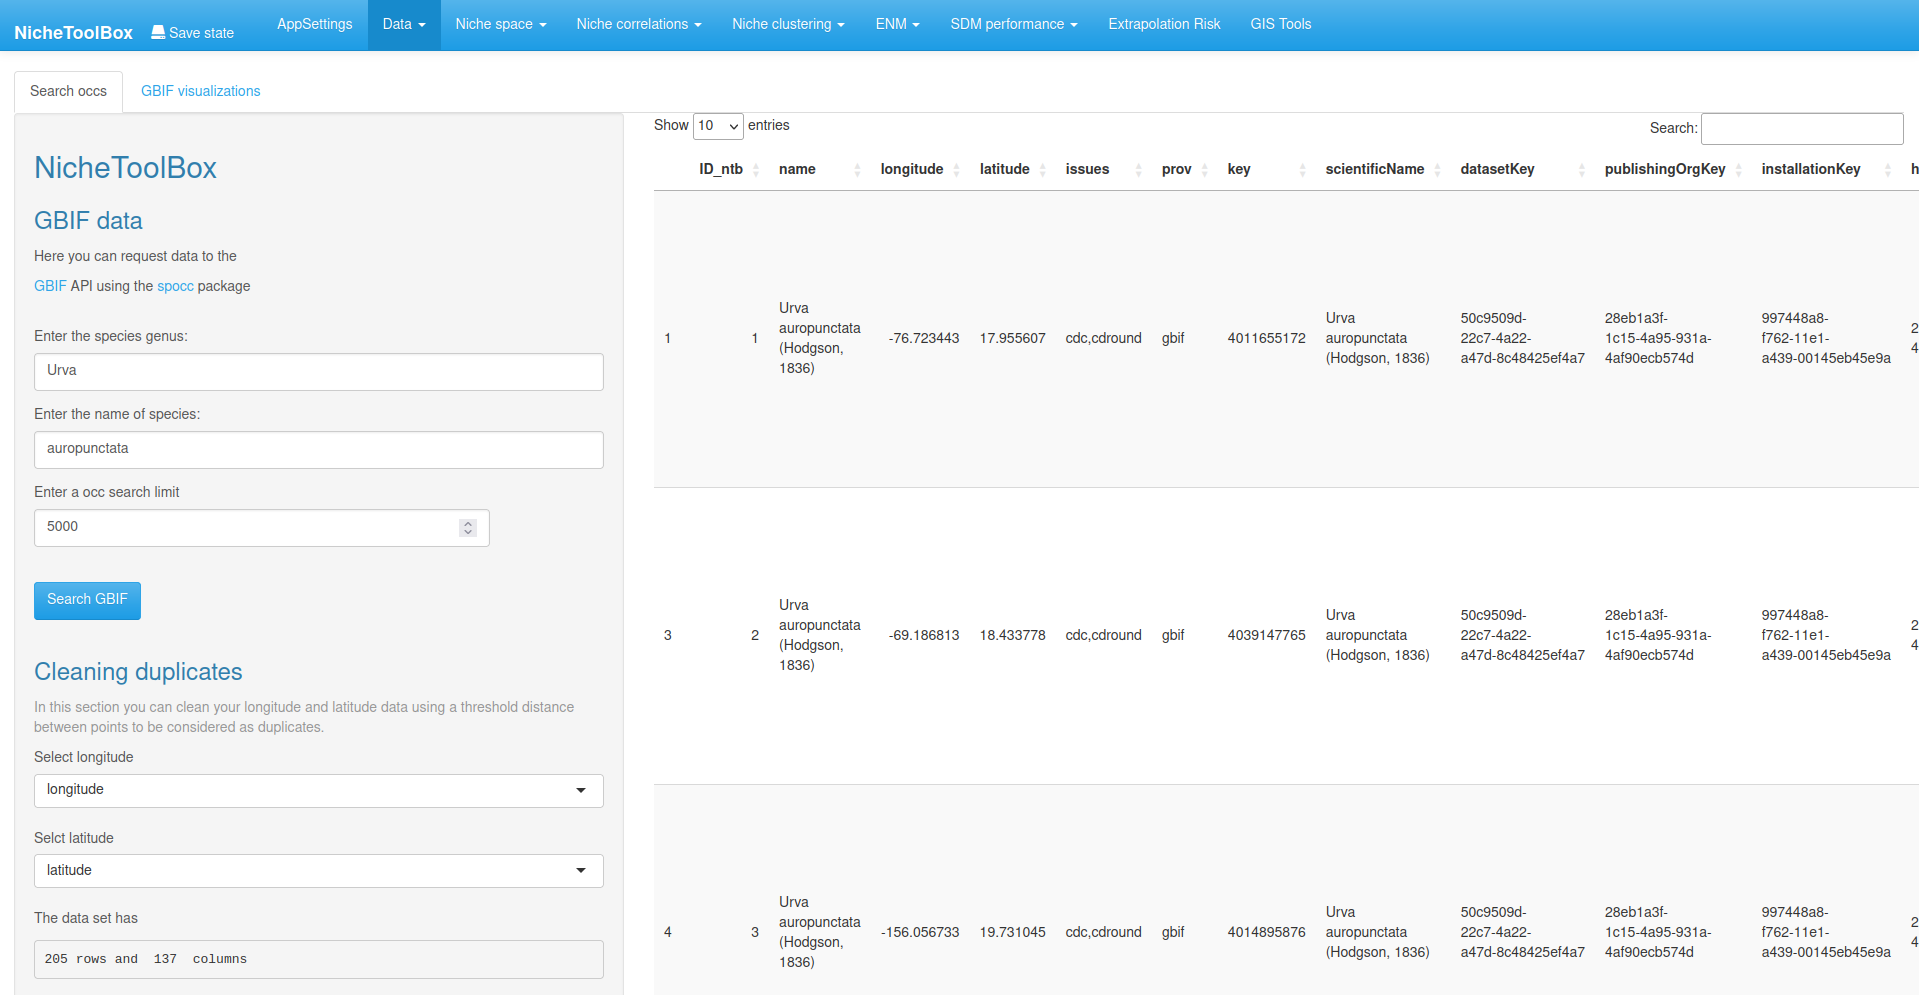 NicheToolBox Save state AppSettings Data Niche space Niche correlations Niche clustering ENM SDM performance Extrapolation Risk GIS Tools
Search occs GBIF visualizations
NicheToolBox
GBIF data
Here you can request data to the
GBIF API using the spocc package
Enter the species genus:
Urva
Enter the name of species:
auropunctata
Enter a occ search limit
5000
Search GBIF
Cleaning duplicates
In this section you can clean your longitude and latitude data using a threshold distance
between points to be considered as duplicates.
Select longitude
longitude
Selct latitude
latitude
The data set has
205 rows and 137 columns
Show 10 entries Search:
ID_ntb name longitude latitude issues prov key scientificName datasetKey publishingOrgKey installationKey h
Urva
auropunctata
(Hodgson,
1836)
1 1 -76.723443 17.955607 cdc,cdround gbif 4011655172
Urva
auropunctata
(Hodgson, 1836)
50c9509d-
22c7-4a22-
a47d-8c48425ef4a7
28eb1a3f-
1c15-4a95-931a-
4af90ecb574d
997448a8-
f762-11e1-
a439-00145eb45e9a
2
4
Urva
auropunctata
(Hodgson,
1836)
3 2 -69.186813 18.433778 cdc,cdround gbif 4039147765
Urva
auropunctata
(Hodgson, 1836)
50c9509d-
22c7-4a22-
a47d-8c48425ef4a7
28eb1a3f-
1c15-4a95-931a-
4af90ecb574d
997448a8-
f762-11e1-
a439-00145eb45e9a
2
4
Urva
auropunctata
(Hodgson,
1836)
4 3 -156.056733 19.731045 cdc,cdround gbif 4014895876
Urva
auropunctata
(Hodgson, 1836)
50c9509d-
22c7-4a22-
a47d-8c48425ef4a7
28eb1a3f-
1c15-4a95-931a-
4af90ecb574d
997448a8-
f762-11e1-
a439-00145eb45e9a
2
4